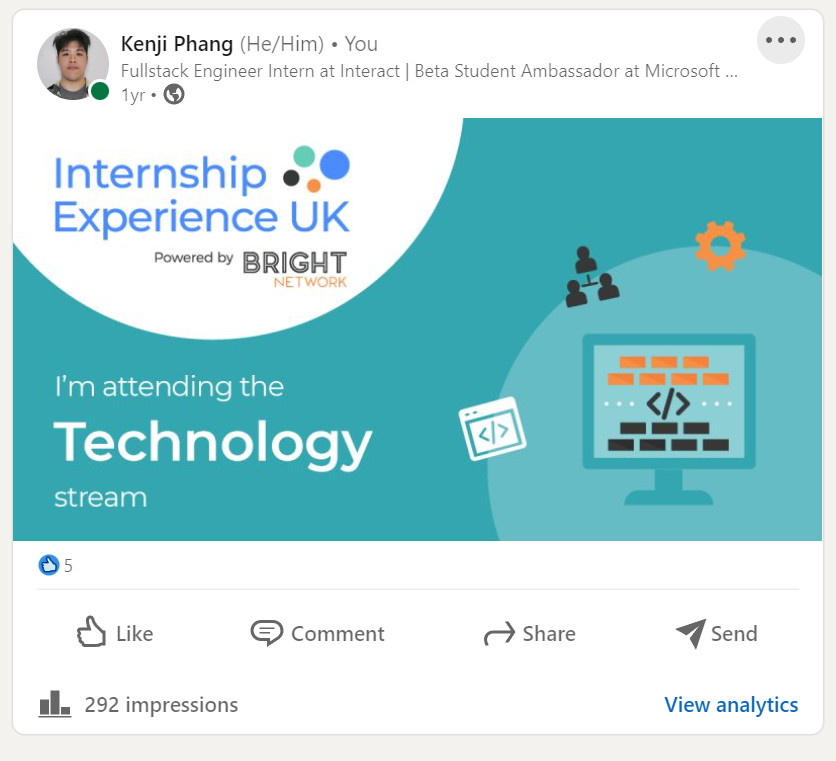 Kenji Phang (He/Him) • You
Fullstack Engineer Intern at Interact | Beta Student Ambassador at Microsoft ...
1yr •
Internship
Experience UK
Powered by BRIGHT
NETWORK
I'm attending the
Technology
stream
</>
</>
5
Like Comment Share Send
292 impressions View analytics